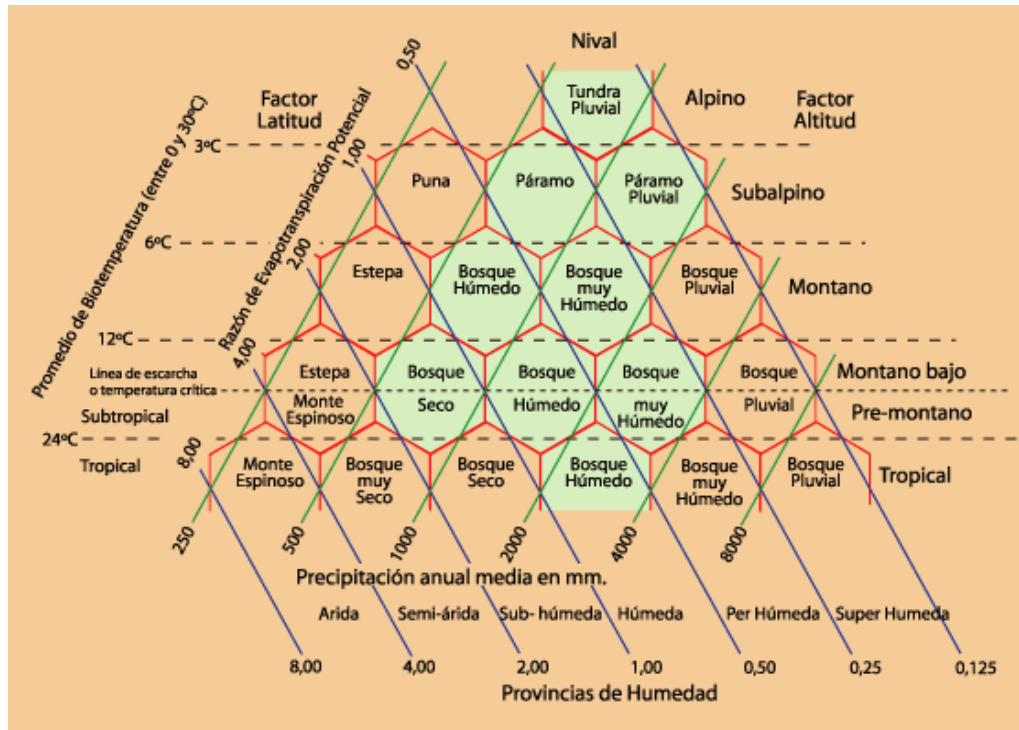 Nival
0,50
Tundra
Pluvial
Alpino
Factor
Latitud
Factor
Altitud
Promedio de Biotemperatura (entre 0 y 30ºC)
Razón de Evapotranspiración Potencial
3ºC
1,00
Puna
Páramo
Páramo
Pluvial
Subalpino
6ºC
2,00
Estepa
Bosque
Húmedo
Bosque
muy
Húmedo
Bosque
Pluvial
Montano
12ºC
4,00
Línea de escarcha
o temperatura crítica
Estepa
Bosque
Bosque
Bosque
Bosque
Montano bajo
Subtropical
Monte
Espinoso
Seco
Húmedo
muy
Húmedo
Pluvial
Pre-montano
24ºC
8,00
Tropical
Monte
Espinoso
Bosque
muy
Seco
Bosque
Seco
Bosque
Húmedo
Bosque
muy
Húmedo
Bosque
Pluvial
Tropical
250
500
1000
2000
4000
8000
Precipitación anual media en mm.
Arida
Semi-árida
Sub- húmeda
Húmeda
Per Húmeda
Super Humeda
8,00
4,00
2,00
1,00
0,50
0,25
0,125
Provincias de Humedad